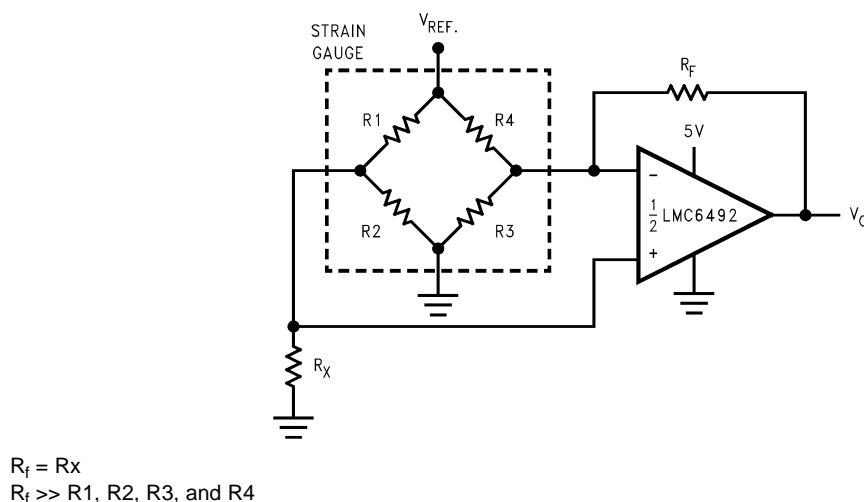 STRAIN
GAUGE
V_REF.
R1
R4
R2
R3
R_F
5V
−
1/2 LMC6492
+
V_O
R_X
R_f = Rx
R_f >> R1, R2, R3, and R4